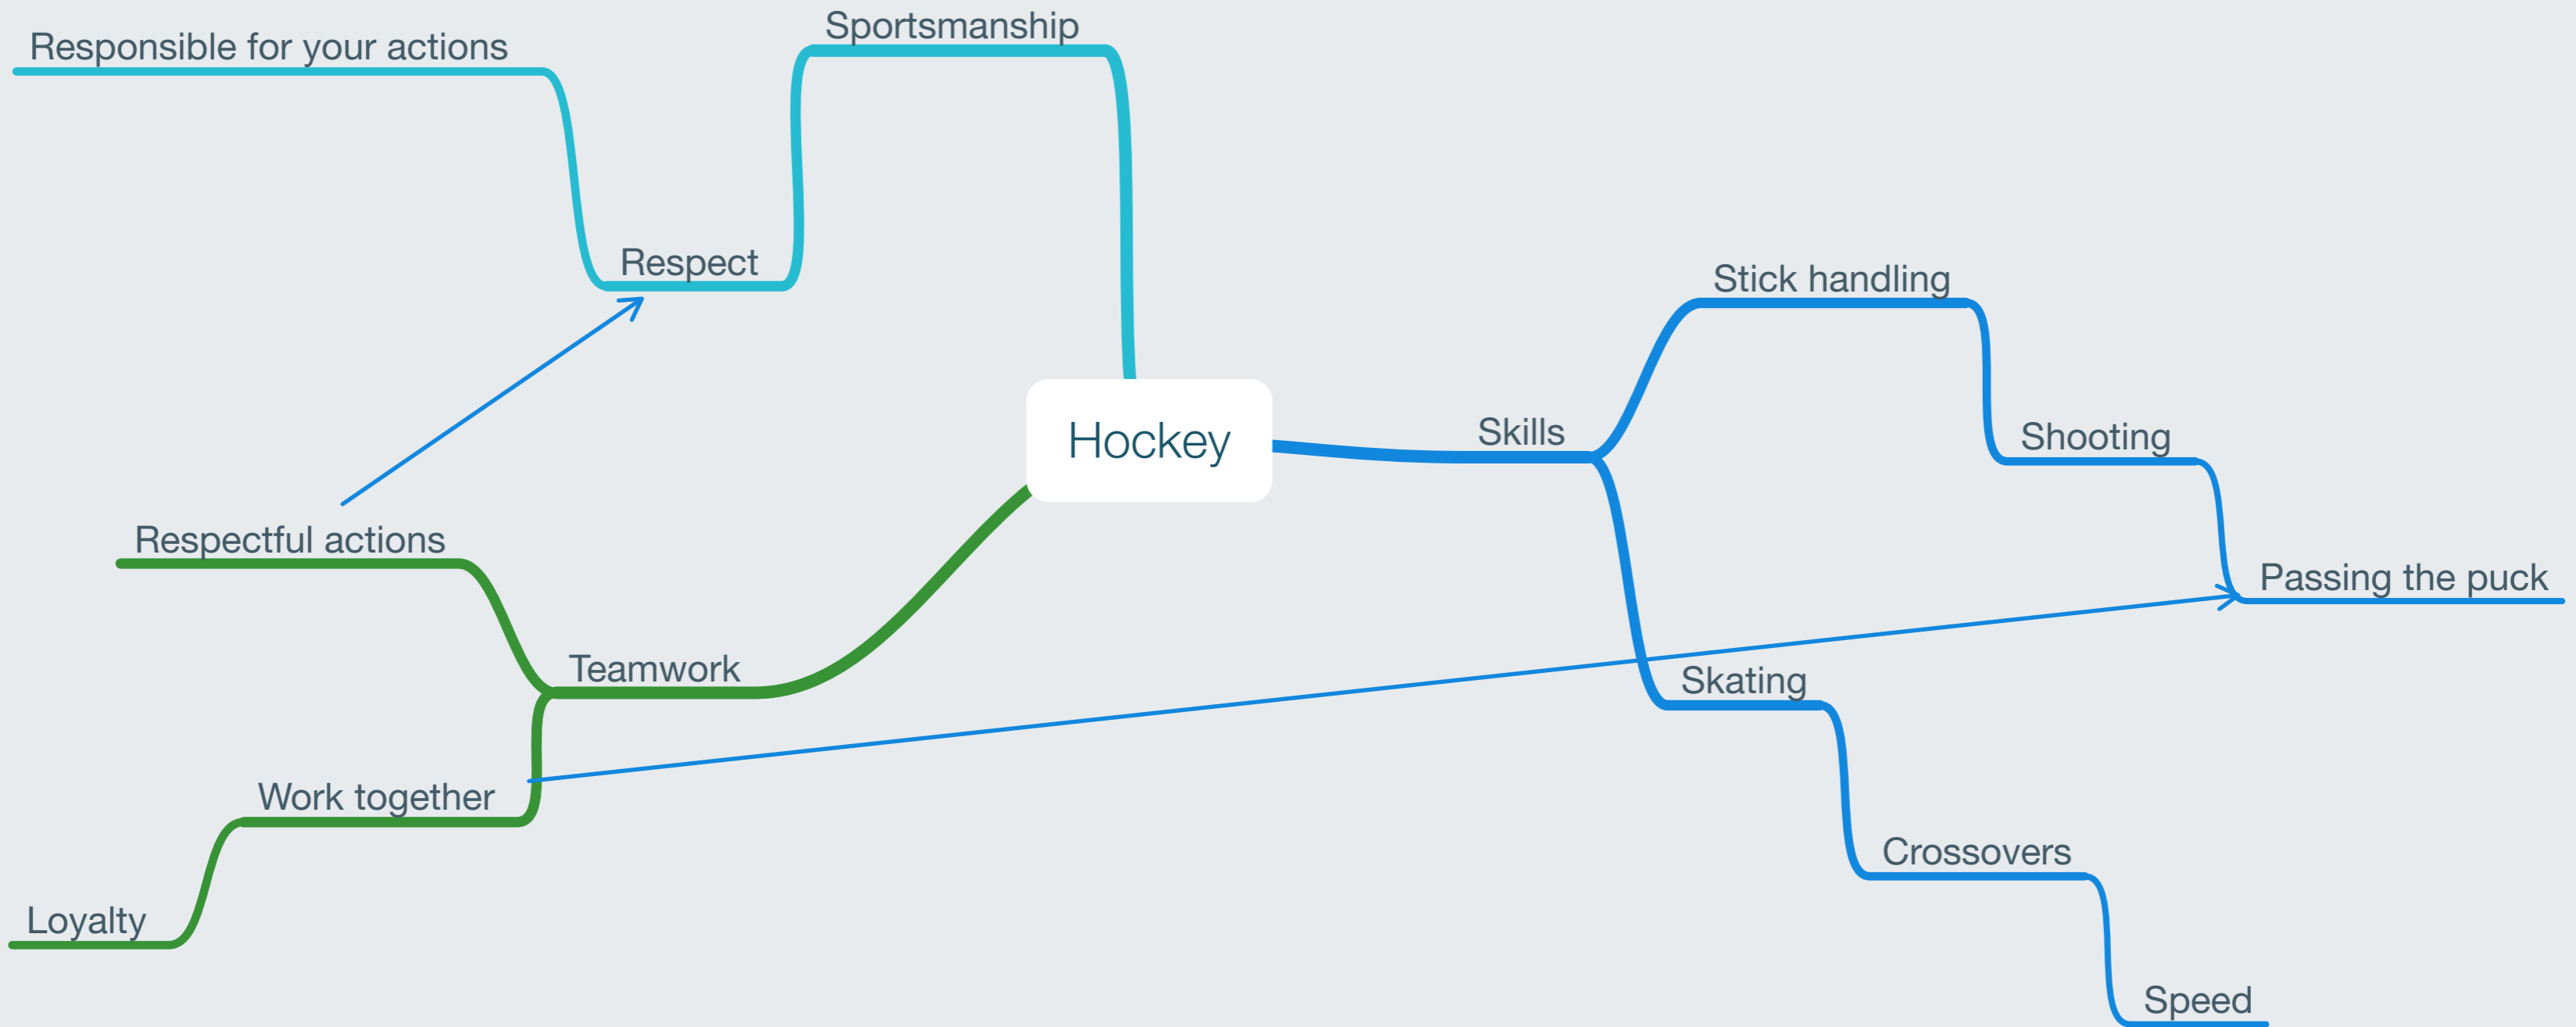 Sportsmanship
Responsible for your actions
Respect
Stick handling
Skills
Shooting
Hockey
Respectful actions
Passing the puck
Teamwork
Skating
Work together
Crossovers
Loyalty
Speed